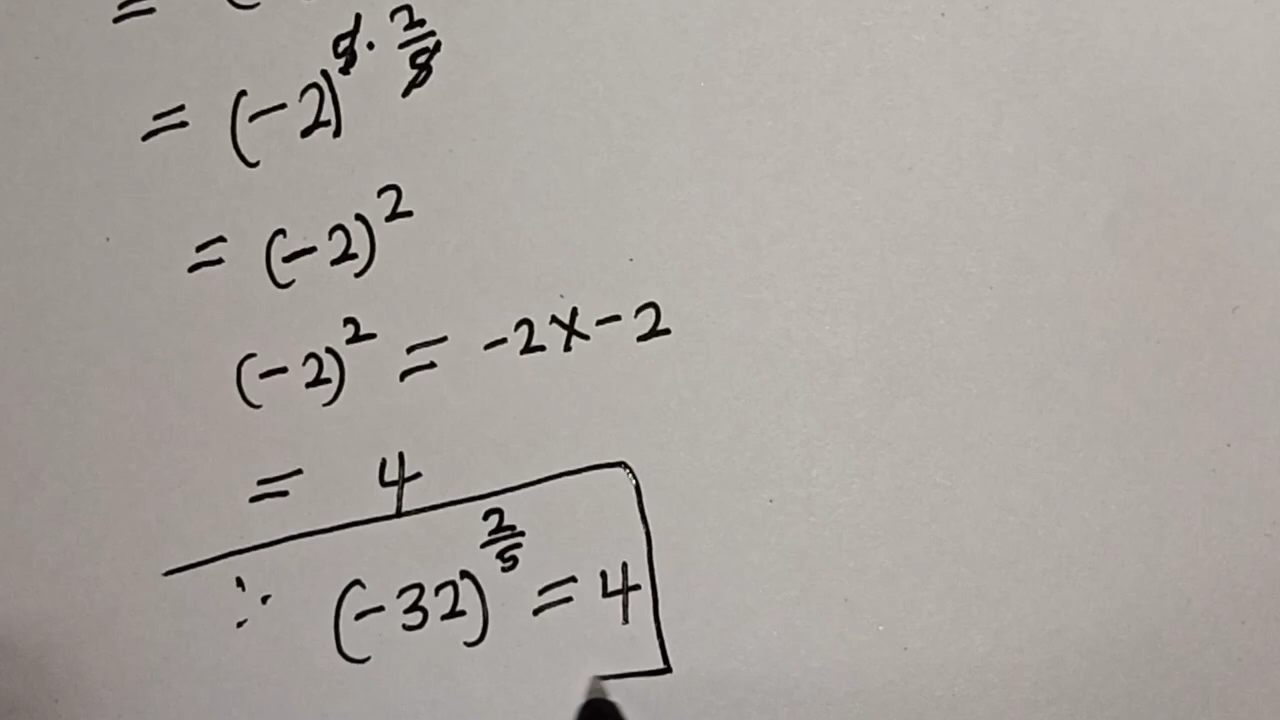 = (
= (-2)^{5 · 2/5}
= (-2)^2
(-2)^2 = -2 x -2
= 4
∴ (-32)^{2/5} = 4